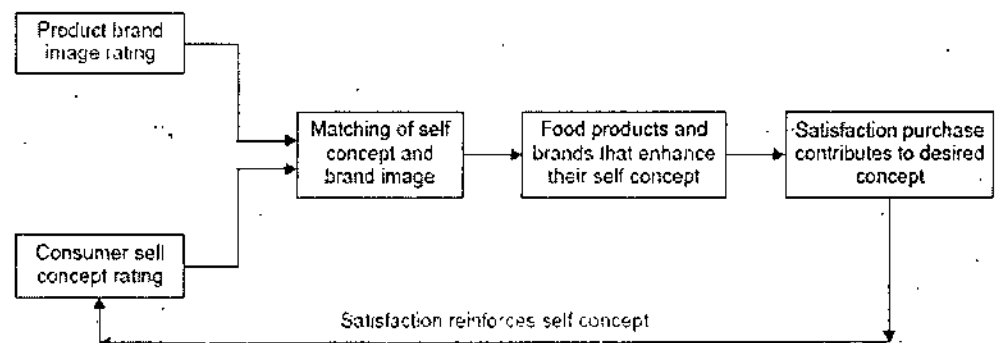 Product brand
image rating
Matching of self
concept and
brand image
Food products and
brands that enhance
their self concept
Satisfaction purchase
contributes to desired
concept
Consumer sell
concept rating
Satisfaction reinforces self concept